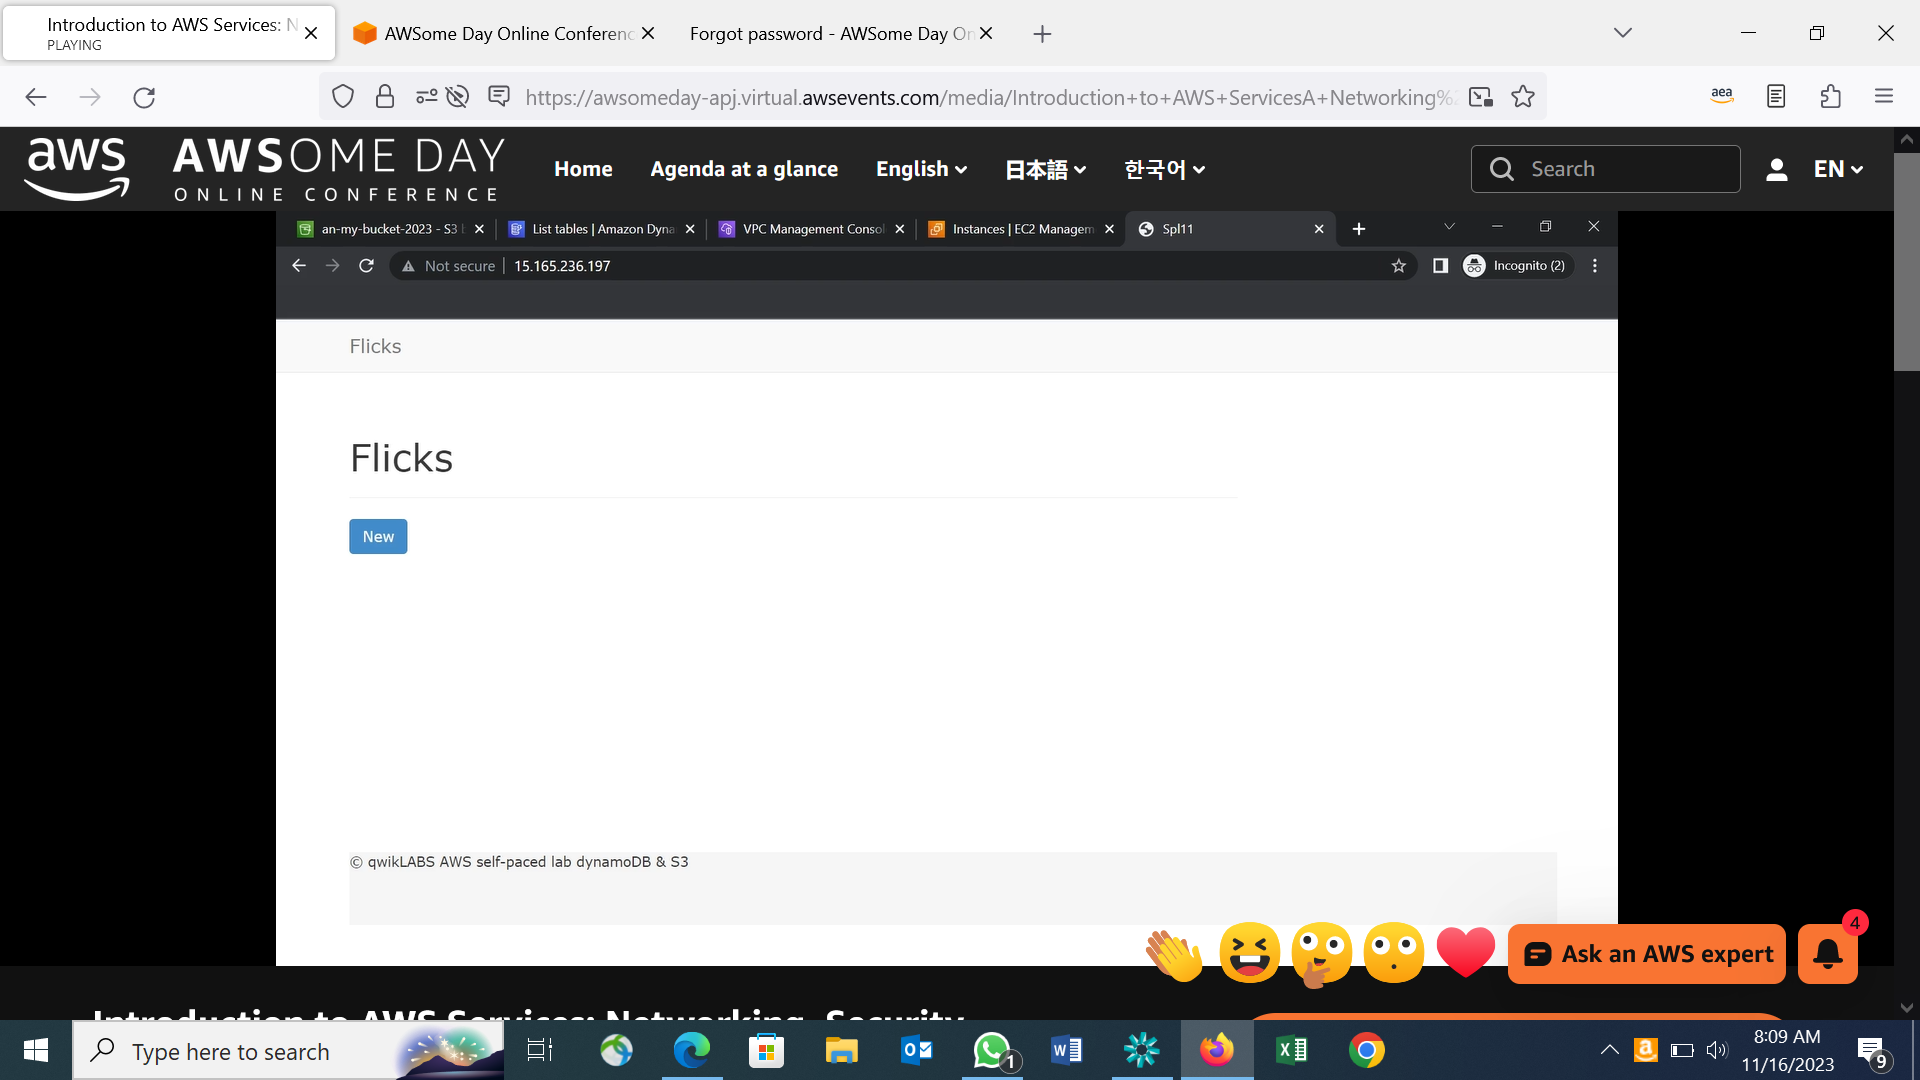 Introduction to AWS Services: N
PLAYING
AWSome Day Online Conferenc
Forgot password - AWSome Day On
https://awsomeday-apj.virtual.awsevents.com/media/Introduction+to+AWS+ServicesA+Networking%2
aea
aws
AWSOME DAY
ONLINE CONFERENCE
Home
Agenda at a glance
English
日本語
한국어
Search
EN
an-my-bucket-2023 - S3 b
List tables | Amazon Dyna
VPC Management Consol
Instances | EC2 Managem
Spl11
Not secure
15.165.236.197
Incognito (2)
Flicks
Flicks
New
© qwikLABS AWS self-paced lab dynamoDB & S3
4
Ask an AWS expert
Introduction to AWS Services: Networking, Security
Type here to search
1
8:09 AM
11/16/2023
9